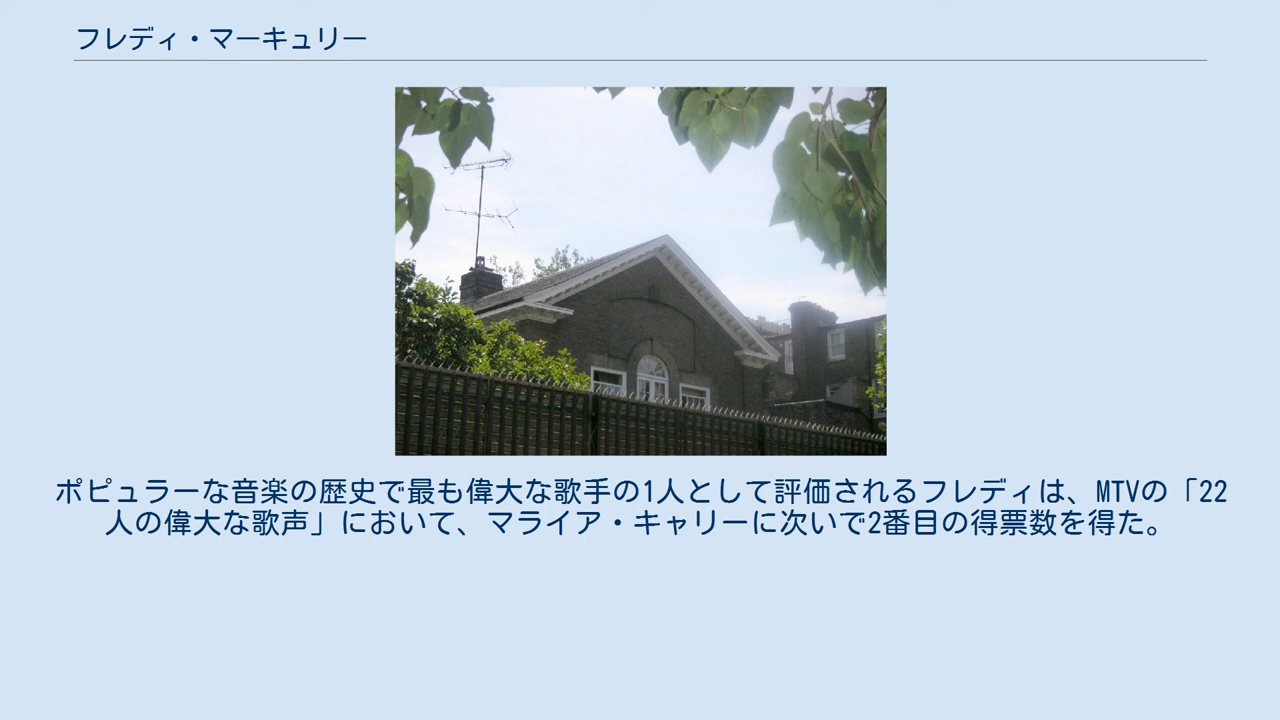 フレディ・マーキュリー
ポピュラーな音楽の歴史で最も偉大な歌手の1人として評価されるフレディは、MTVの「22
人の偉大な歌声」において、マライア・キャリーに次いで2番目の得票数を得た。